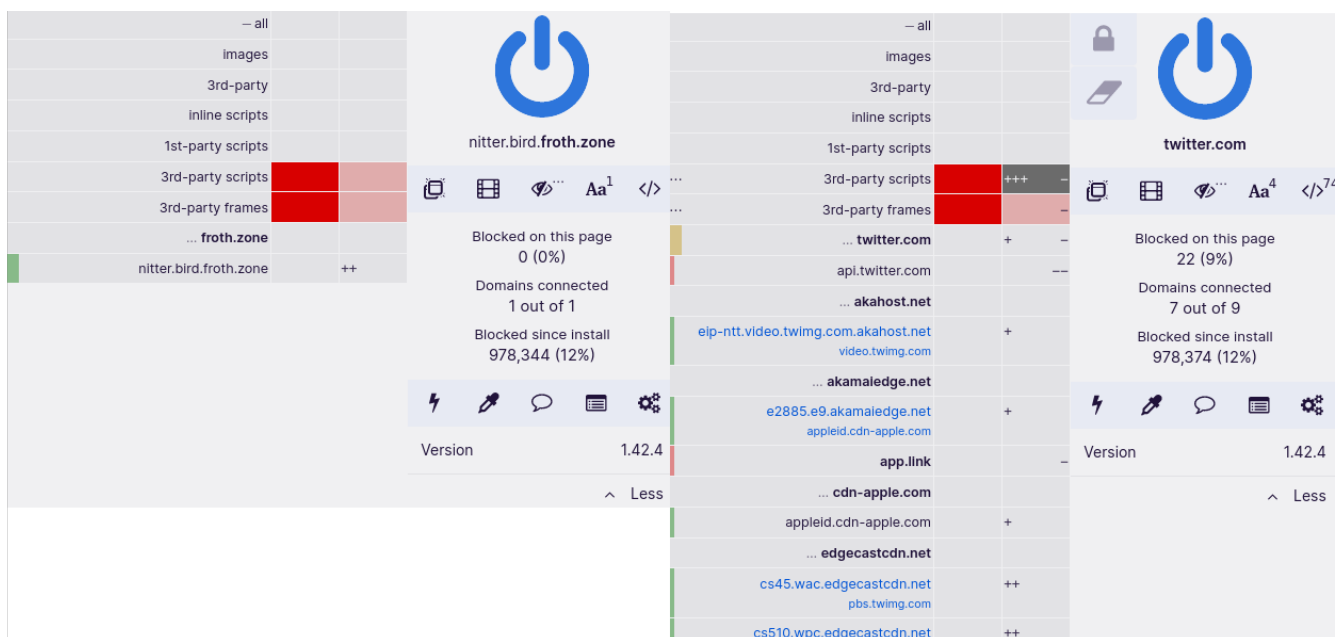 — all
images
3rd-party
inline scripts
1st-party scripts
3rd-party scripts
3rd-party frames
... froth.zone
nitter.bird.froth.zone ++
nitter.bird.froth.zone
... Aa1 </>
Blocked on this page
0 (0%)
Domains connected
1 out of 1
Blocked since install
978,344 (12%)
Version 1.42.4
Less
— all
images
3rd-party
inline scripts
1st-party scripts
... 3rd-party scripts +++ –
... 3rd-party frames –
... twitter.com + –
api.twitter.com ––
... akahost.net
eip-ntt.video.twimg.com.akahost.net +
video.twimg.com
... akamaiedge.net
e2885.e9.akamaiedge.net +
appleid.cdn-apple.com
app.link –
... cdn-apple.com
appleid.cdn-apple.com +
... edgecastcdn.net
cs45.wac.edgecastcdn.net ++
pbs.twimg.com
cs510.wpc.edgecastcdn.net ++
twitter.com
... Aa4 </>74
Blocked on this page
22 (9%)
Domains connected
7 out of 9
Blocked since install
978,374 (12%)
Version 1.42.4
Less